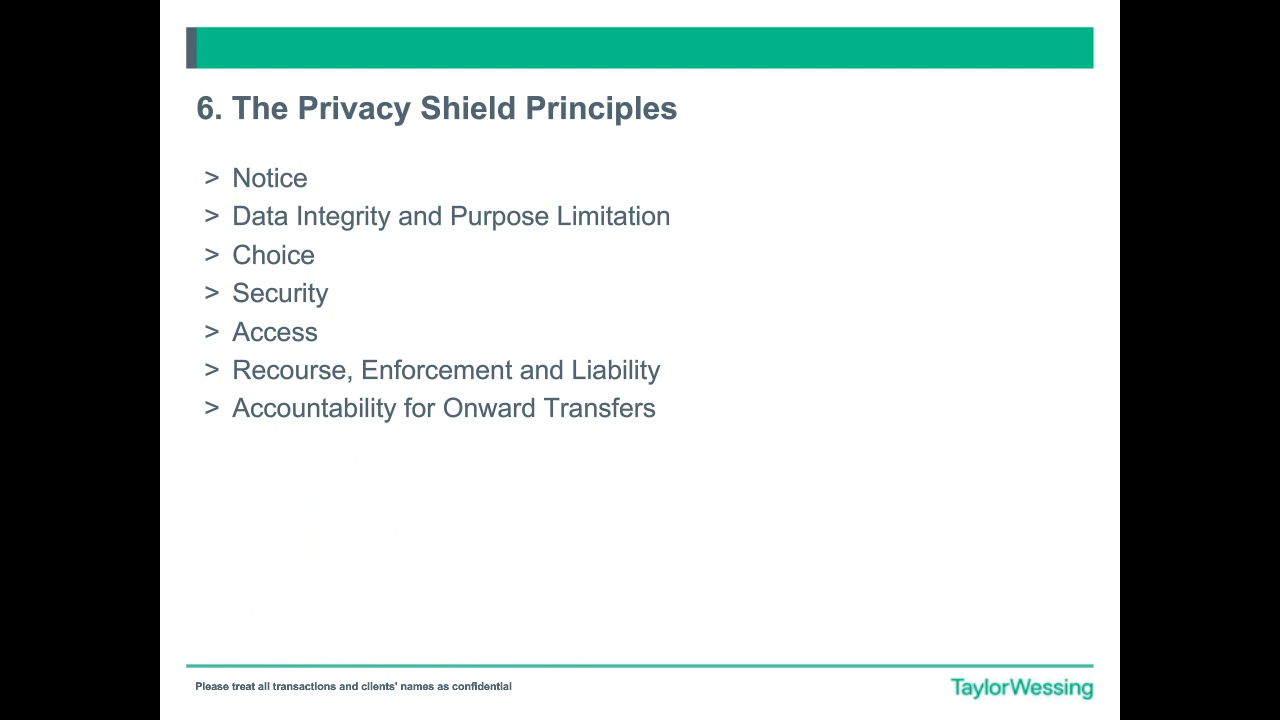 6. The Privacy Shield Principles
> Notice
> Data Integrity and Purpose Limitation
> Choice
> Security
> Access
> Recourse, Enforcement and Liability
> Accountability for Onward Transfers
Please treat all transactions and clients' names as confidential
TaylorWessing